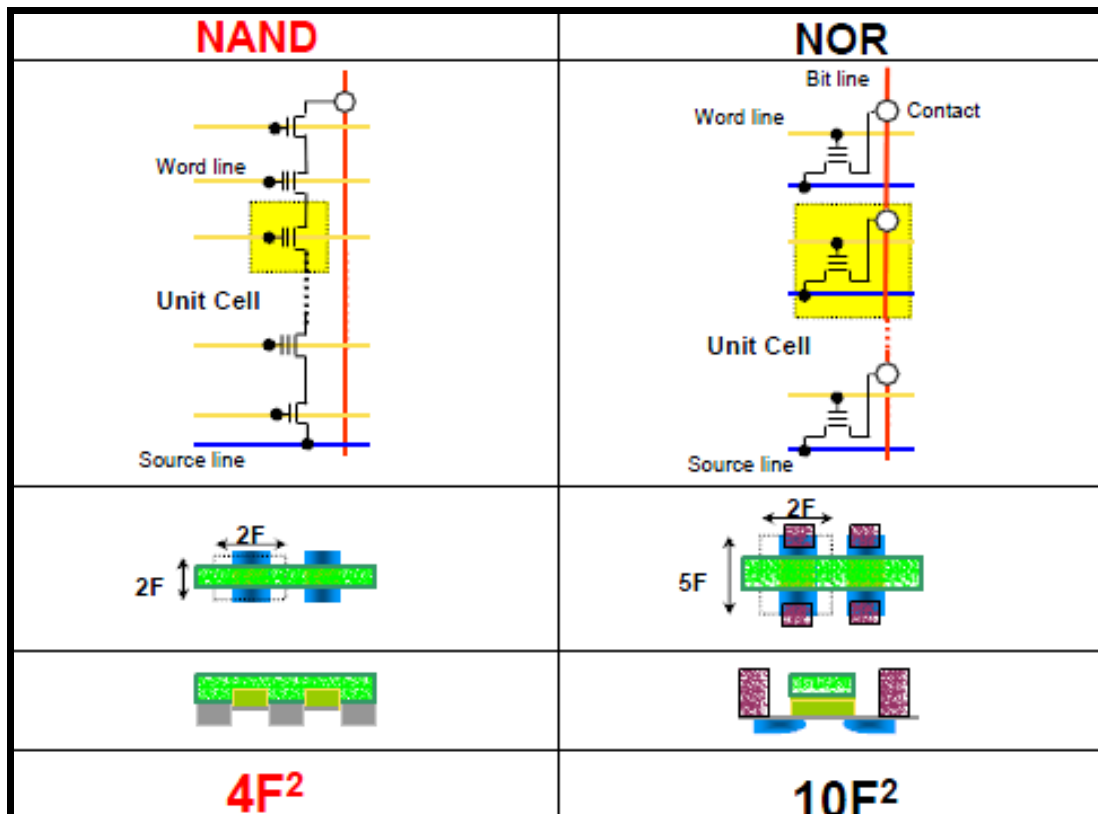 NAND
NOR
Word line
Unit Cell
Source line
Bit line
Contact
Word line
Unit Cell
Source line
2F
2F
2F
5F
4F²
10F²